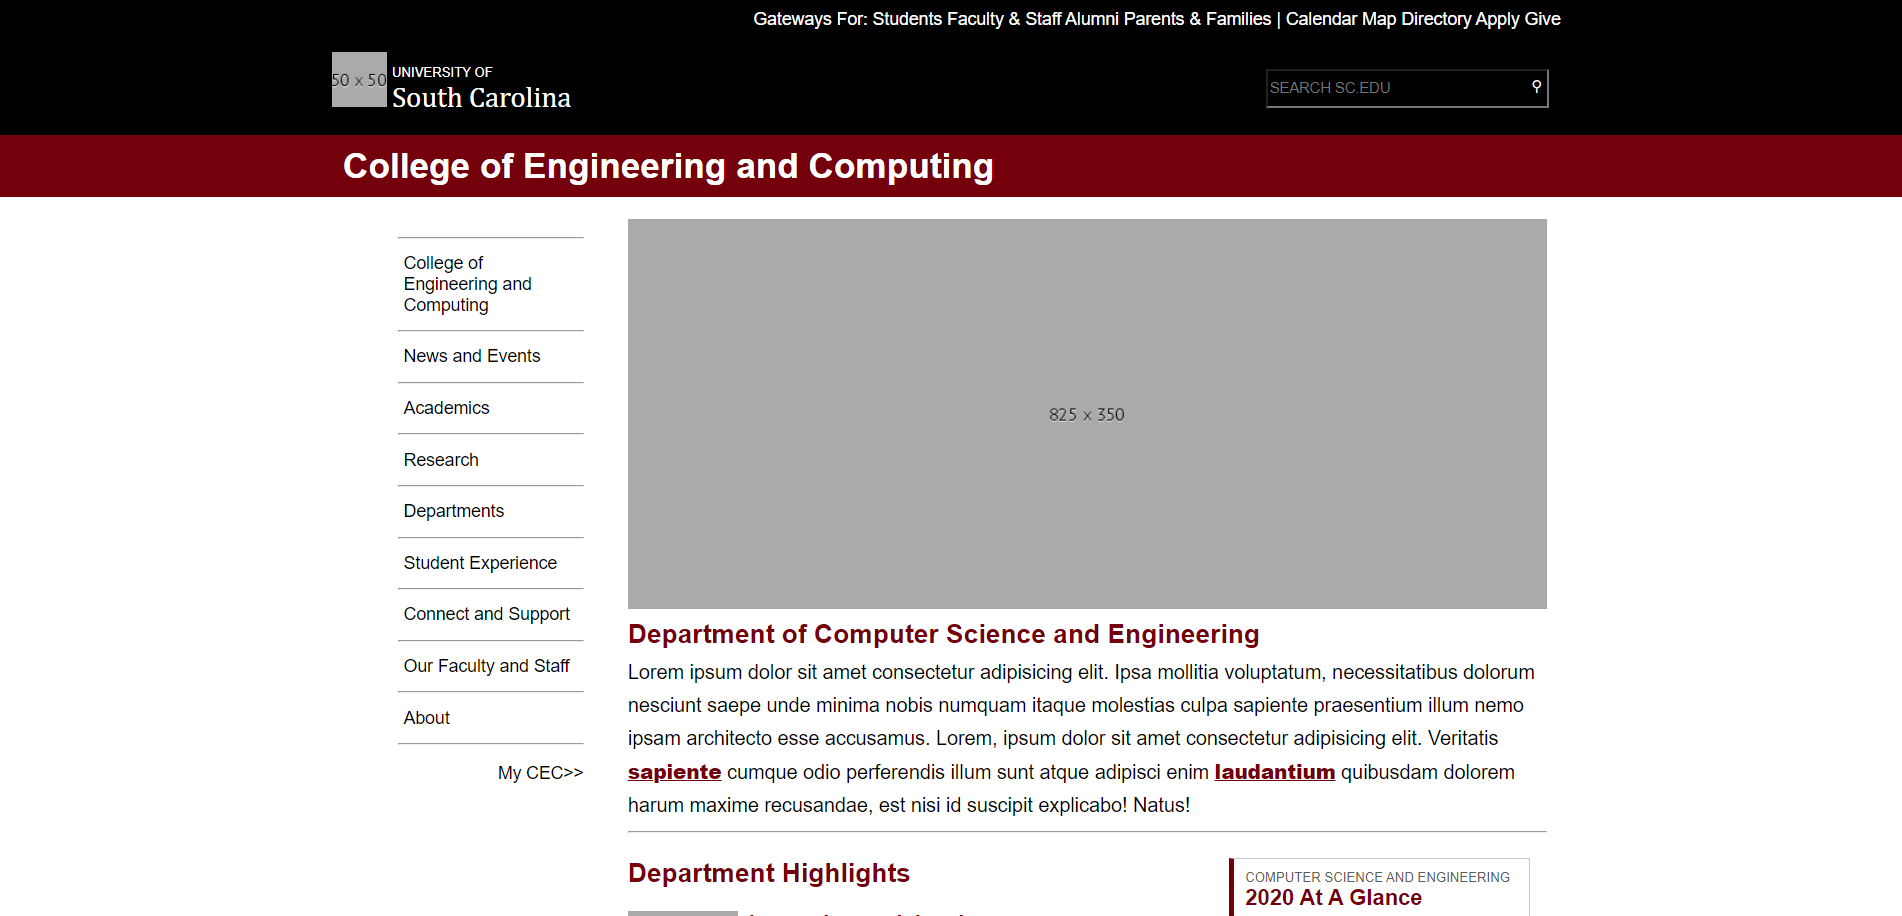 Gateways For: Students Faculty & Staff Alumni Parents & Families | Calendar Map Directory Apply Give
50 x 50
UNIVERSITY OF
South Carolina
SEARCH SC.EDU
College of Engineering and Computing
College of
Engineering and
Computing
News and Events
Academics
Research
Departments
Student Experience
Connect and Support
Our Faculty and Staff
About
My CEC>>
825 x 350
Department of Computer Science and Engineering
Lorem ipsum dolor sit amet consectetur adipisicing elit. Ipsa mollitia voluptatum, necessitatibus dolorum
nesciunt saepe unde minima nobis numquam itaque molestias culpa sapiente praesentium illum nemo
ipsam architecto esse accusamus. Lorem, ipsum dolor sit amet consectetur adipisicing elit. Veritatis
sapiente cumque odio perferendis illum sunt atque adipisci enim laudantium quibusdam dolorem
harum maxime recusandae, est nisi id suscipit explicabo! Natus!
Department Highlights
COMPUTER SCIENCE AND ENGINEERING
2020 At A Glance